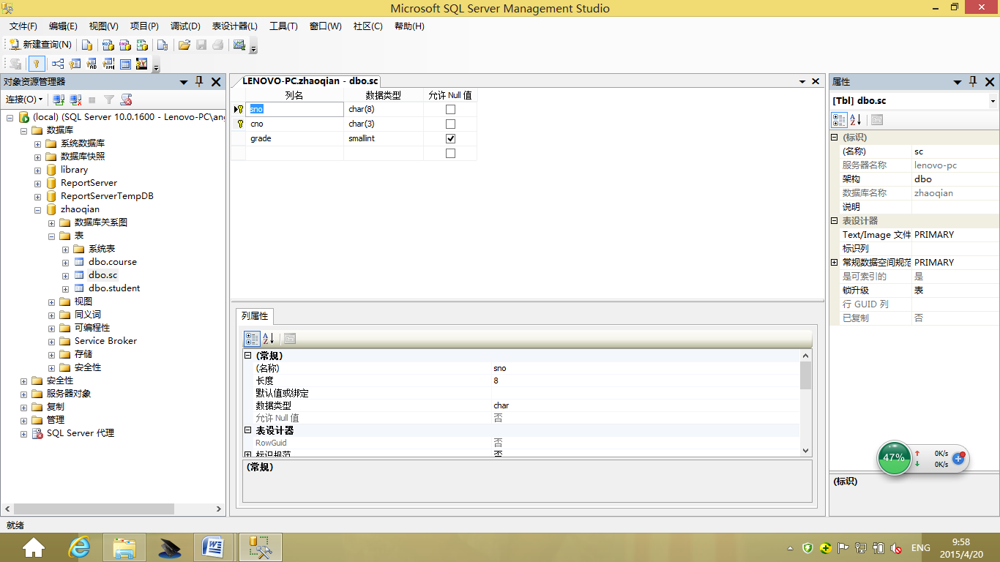 Microsoft SQL Server Management Studio
文件(F) 编辑(E) 视图(V) 项目(P) 调试(D) 表设计器(L) 工具(T) 窗口(W) 社区(C) 帮助(H)
新建查询(N)
对象资源管理器
连接(O)
(local) (SQL Server 10.0.1600 - Lenovo-PC\an
数据库
系统数据库
数据库快照
library
ReportServer
ReportServerTempDB
zhaoqian
数据库关系图
表
系统表
dbo.course
dbo.sc
dbo.student
视图
同义词
可编程性
Service Broker
存储
安全性
安全性
服务器对象
复制
管理
SQL Server 代理
LENOVO-PC.zhaoqian - dbo.sc
列名 数据类型 允许 Null 值
sno char(8)
cno char(3)
grade smallint
列属性
(常规)
(名称) sno
长度 8
默认值或绑定
数据类型 char
允许 Null 值 否
表设计器
RowGuid 否
标识规范 否
(常规)
属性
[Tbl] dbo.sc
(标识)
(名称) sc
服务器名称 lenovo-pc
架构 dbo
数据库名称 zhaoqian
说明
表设计器
Text/Image 文件 PRIMARY
标识列
常规数据空间规范 PRIMARY
是可索引的 是
锁升级 表
行 GUID 列
已复制 否
47% 0K/s
0K/s
(标识)
就绪
ENG
9:58
2015/4/20